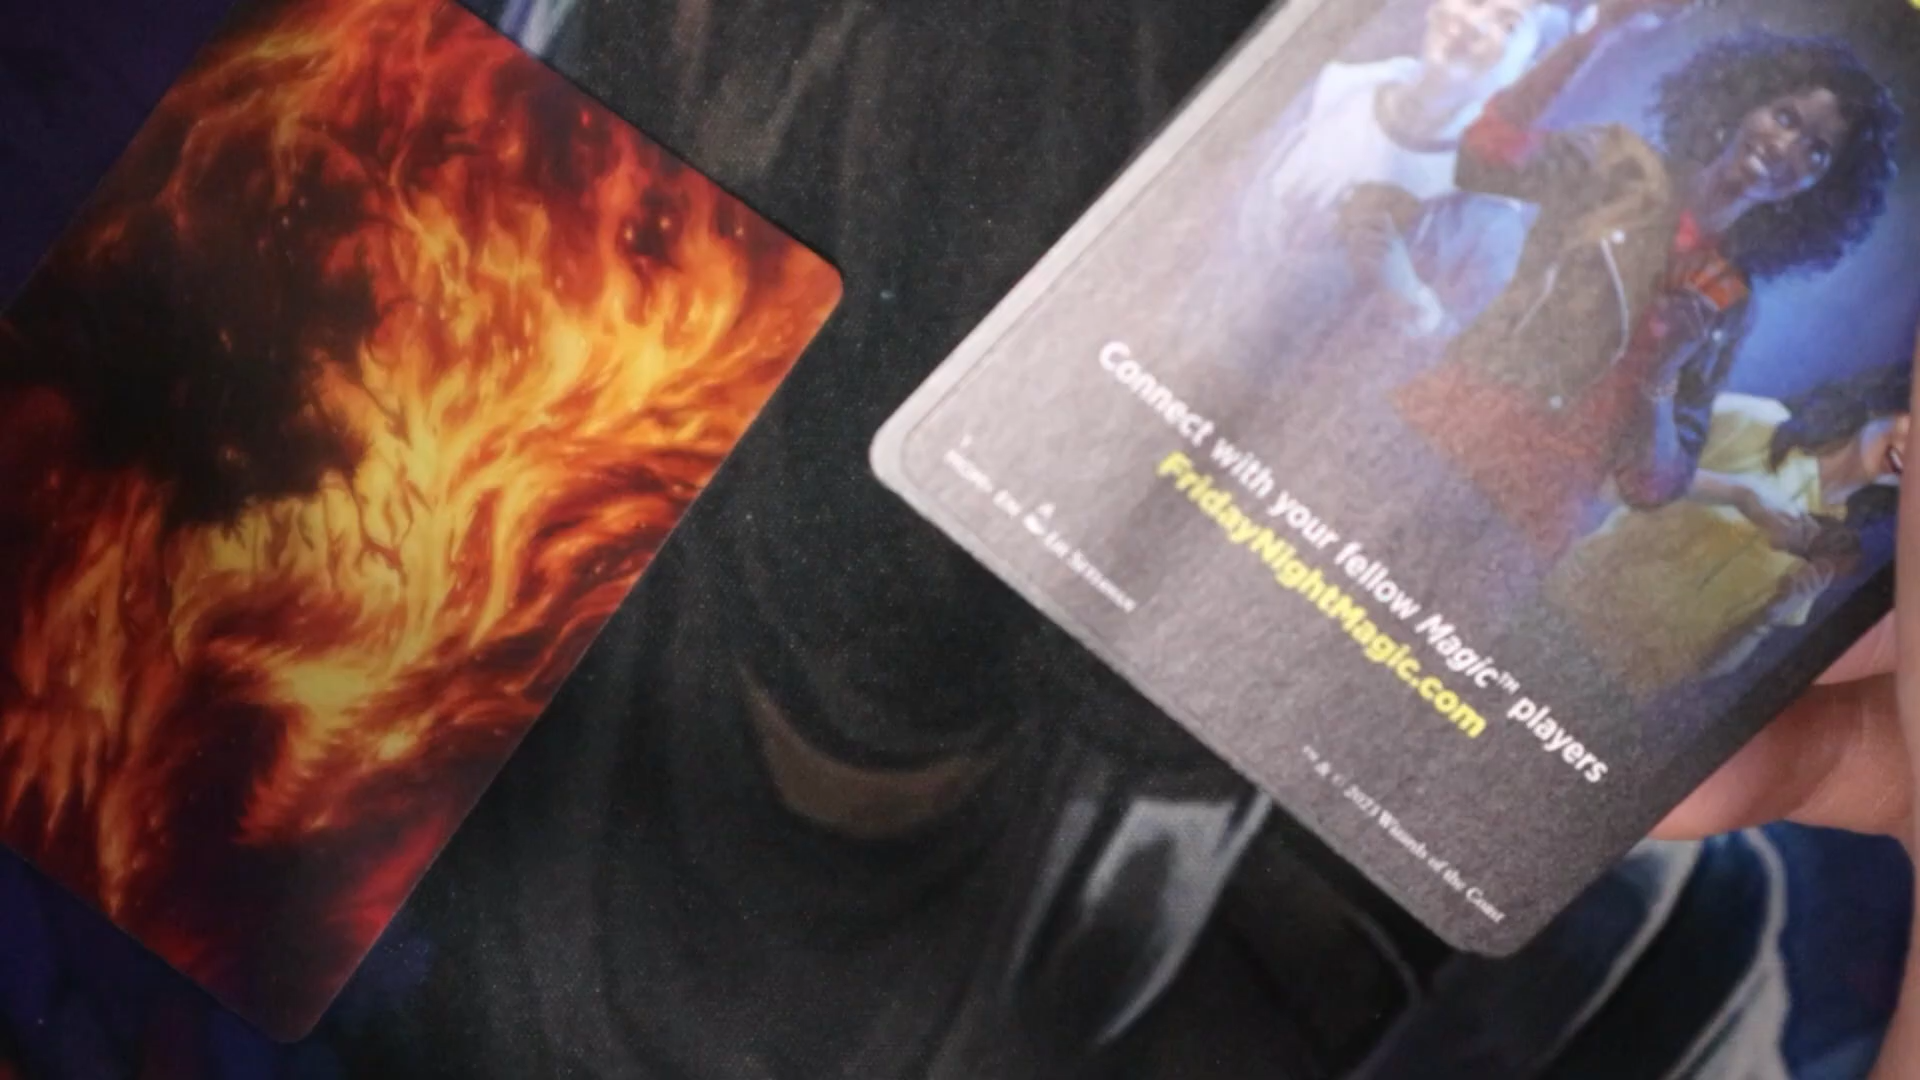 Connect with your fellow Magic™ players
FridayNightMagic.com
™ & © 2023 Wizards of the Coast